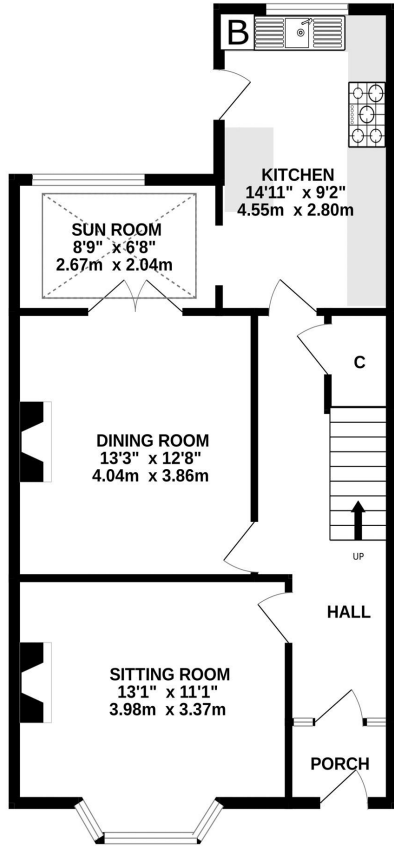 B
KITCHEN
14'11" x 9'2"
4.55m x 2.80m
SUN ROOM
8'9" x 6'8"
2.67m x 2.04m
C
DINING ROOM
13'3" x 12'8"
4.04m x 3.86m
UP
HALL
SITTING ROOM
13'1" x 11'1"
3.98m x 3.37m
PORCH